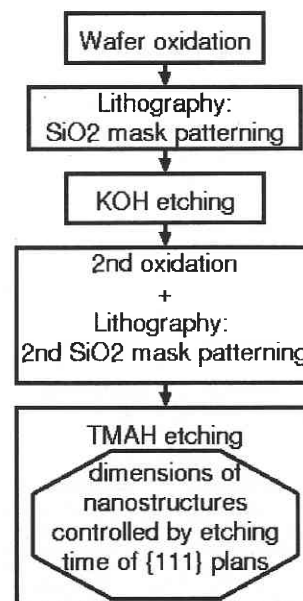 Wafer oxidation
Lithography:
SiO2 mask patterning
KOH etching
2nd oxidation
+
Lithography:
2nd SiO2 mask patterning
TMAH etching
dimensions of
nanostructures
controlled by etching
time of {111} plans